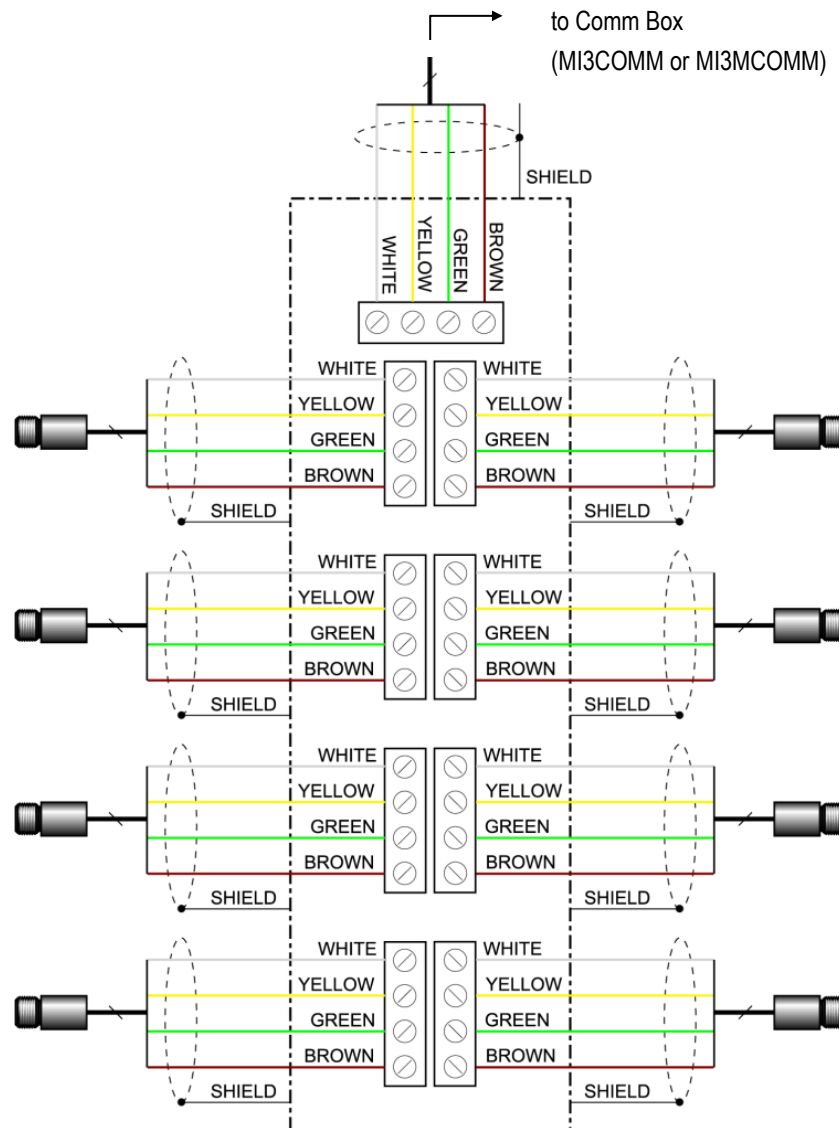 to Comm Box
(MI3COMM or MI3MCOMM)
SHIELD
WHITE
YELLOW
GREEN
BROWN
WHITE WHITE
YELLOW YELLOW
GREEN GREEN
BROWN BROWN
SHIELD SHIELD
WHITE WHITE
YELLOW YELLOW
GREEN GREEN
BROWN BROWN
SHIELD SHIELD
WHITE WHITE
YELLOW YELLOW
GREEN GREEN
BROWN BROWN
SHIELD SHIELD
WHITE WHITE
YELLOW YELLOW
GREEN GREEN
BROWN BROWN
SHIELD SHIELD